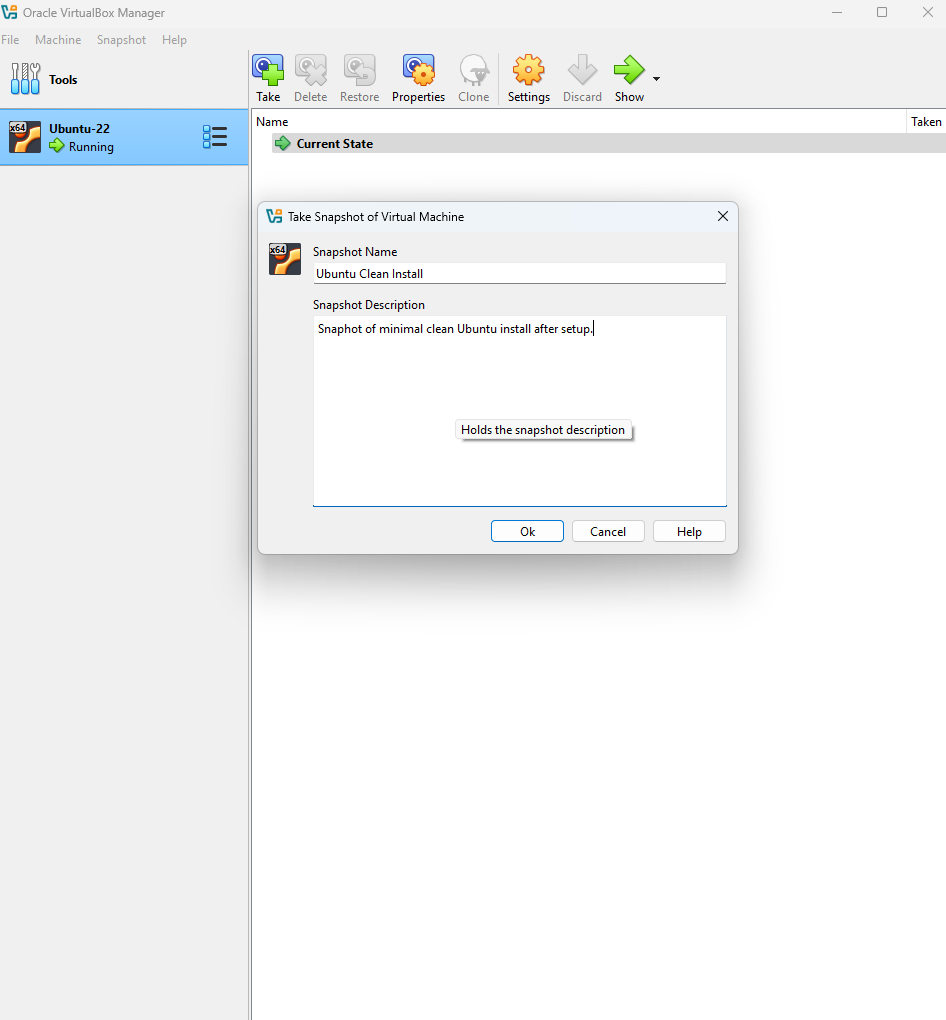 Oracle VirtualBox Manager
File Machine Snapshot Help
Tools
Take Delete Restore Properties Clone Settings Discard Show
x64 Ubuntu-22
Running
Name Taken
Current State
Take Snapshot of Virtual Machine
x64
Snapshot Name
Ubuntu Clean Install
Snapshot Description
Snaphot of minimal clean Ubuntu install after setup.
Holds the snapshot description
Ok Cancel Help